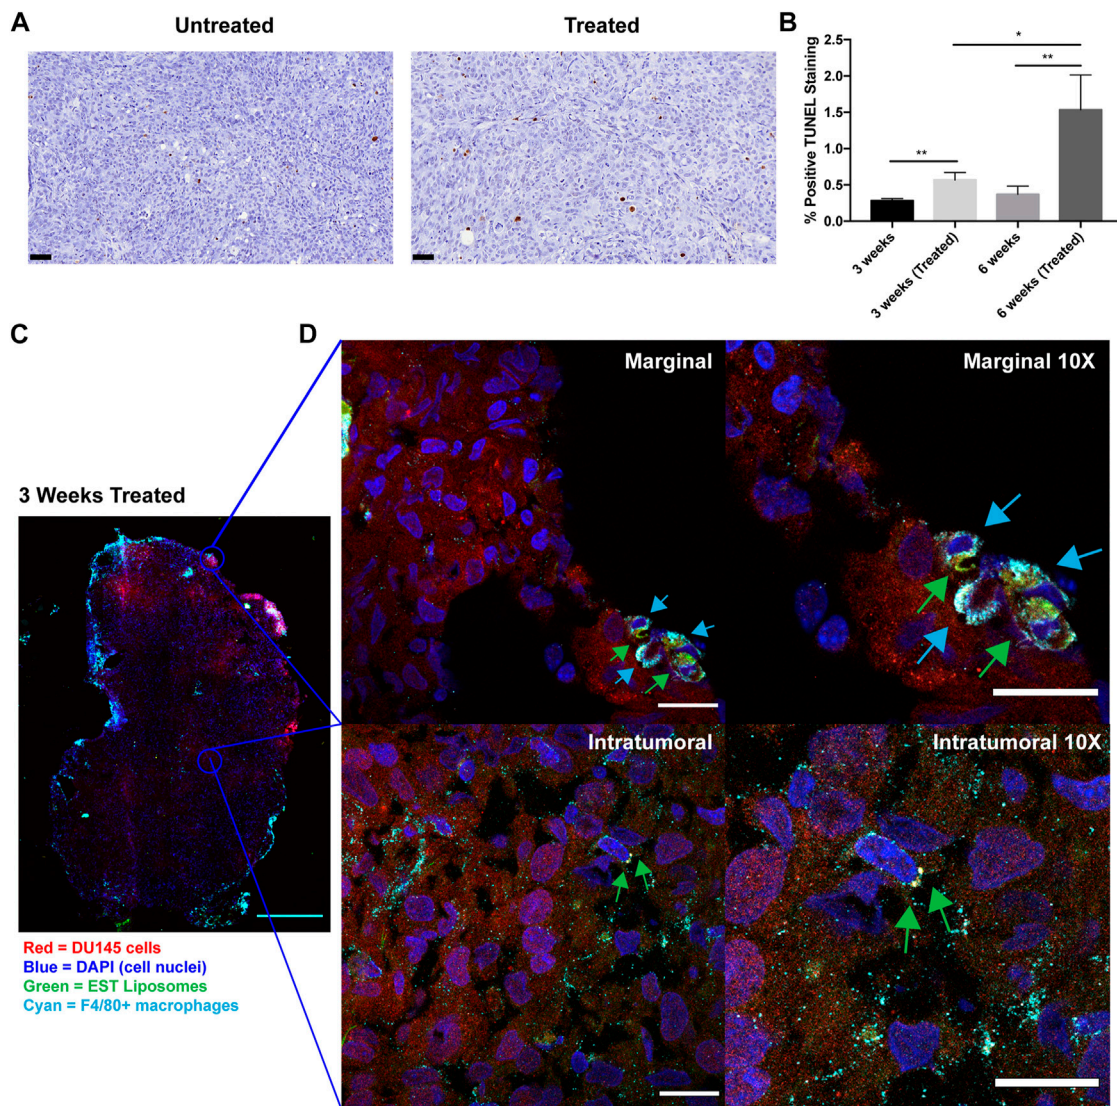 A
Untreated
Treated
B
% Positive TUNEL Staining
2.5
2.0
1.5
1.0
0.5
0.0
*
**
**
3 weeks
3 weeks (Treated)
6 weeks
6 weeks (Treated)
C
D
3 Weeks Treated
Marginal
Marginal 10X
Intratumoral
Intratumoral 10X
Red = DU145 cells
Blue = DAPI (cell nuclei)
Green = EST Liposomes
Cyan = F4/80+ macrophages